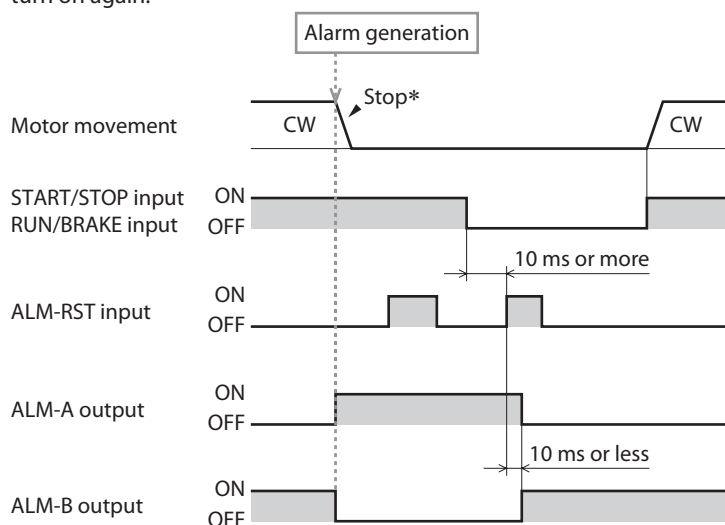 turn on again.
Alarm generation
Stop*
Motor movement
CW
CW
START/STOP input
RUN/BRAKE input
ON
OFF
10 ms or more
ALM-RST input
ON
OFF
ALM-A output
ON
OFF
10 ms or less
ALM-B output
ON
OFF